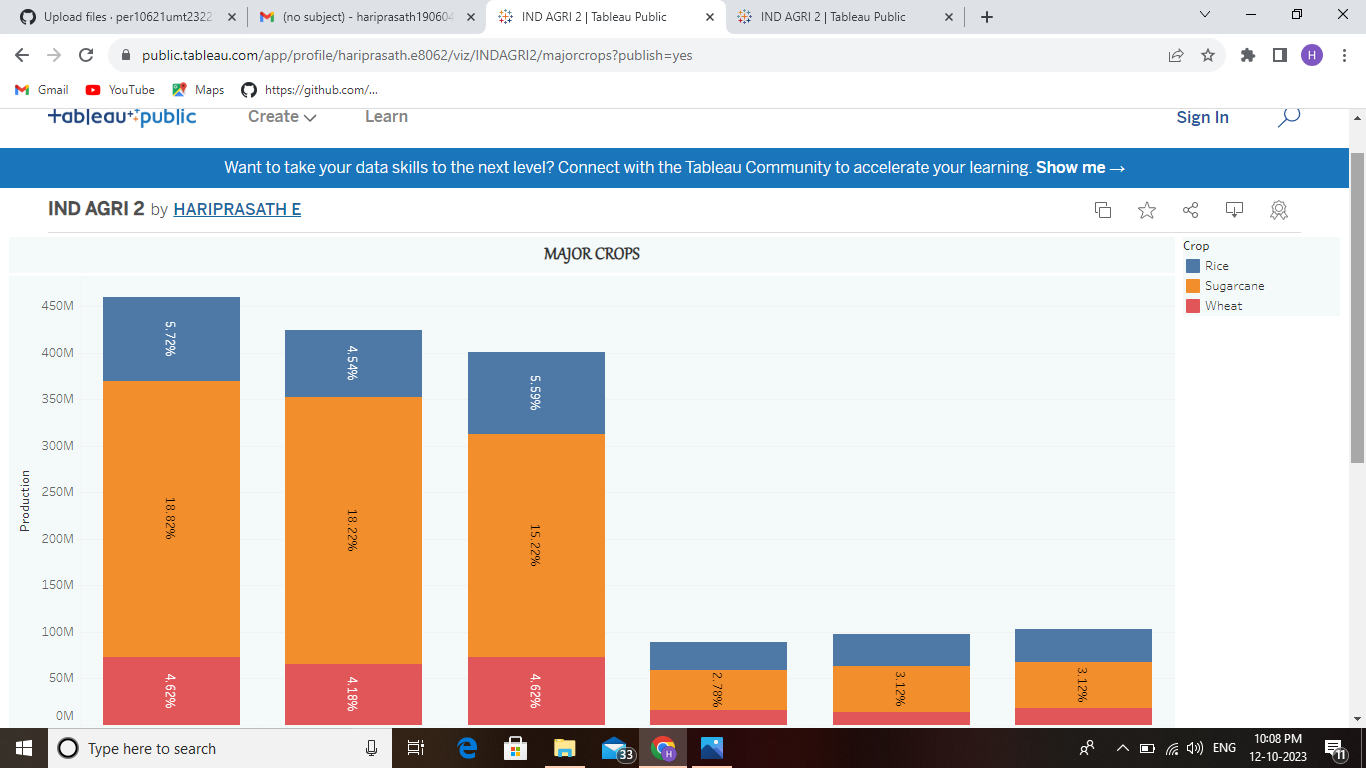 Upload files · per10621umt2322
(no subject) - hariprasath19060
IND AGRI 2 | Tableau Public
IND AGRI 2 | Tableau Public
public.tableau.com/app/profile/hariprasath.e8062/viz/INDAGRI2/majorcrops?publish=yes
H
Gmail
YouTube
Maps
https://github.com/...
+ableau+public
Create
Learn
Sign In
Want to take your data skills to the next level? Connect with the Tableau Community to accelerate your learning. Show me →
IND AGRI 2 by HARIPRASATH E
MAJOR CROPS
Crop
Rice
Sugarcane
Wheat
Production
450M
400M
350M
300M
250M
200M
150M
100M
50M
0M
5.72%
18.82%
4.62%
4.54%
18.22%
4.18%
5.59%
15.22%
4.62%
2.78%
3.12%
3.12%
Type here to search
33
H
ENG
10:08 PM
12-10-2023
11